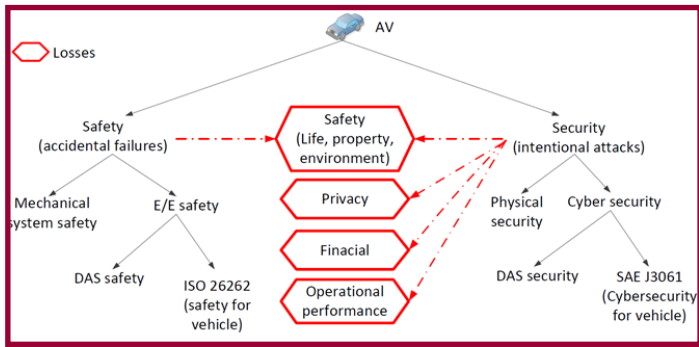 AV
Losses
Safety
(accidental failures)
Safety
(Life, property,
environment)
Security
(intentional attacks)
Mechanical
system safety
E/E safety
Privacy
Physical
security
Cyber security
Finacial
DAS safety
ISO 26262
(safety for
vehicle)
Operational
performance
DAS security
SAE J3061
(Cybersecurity
for vehicle)